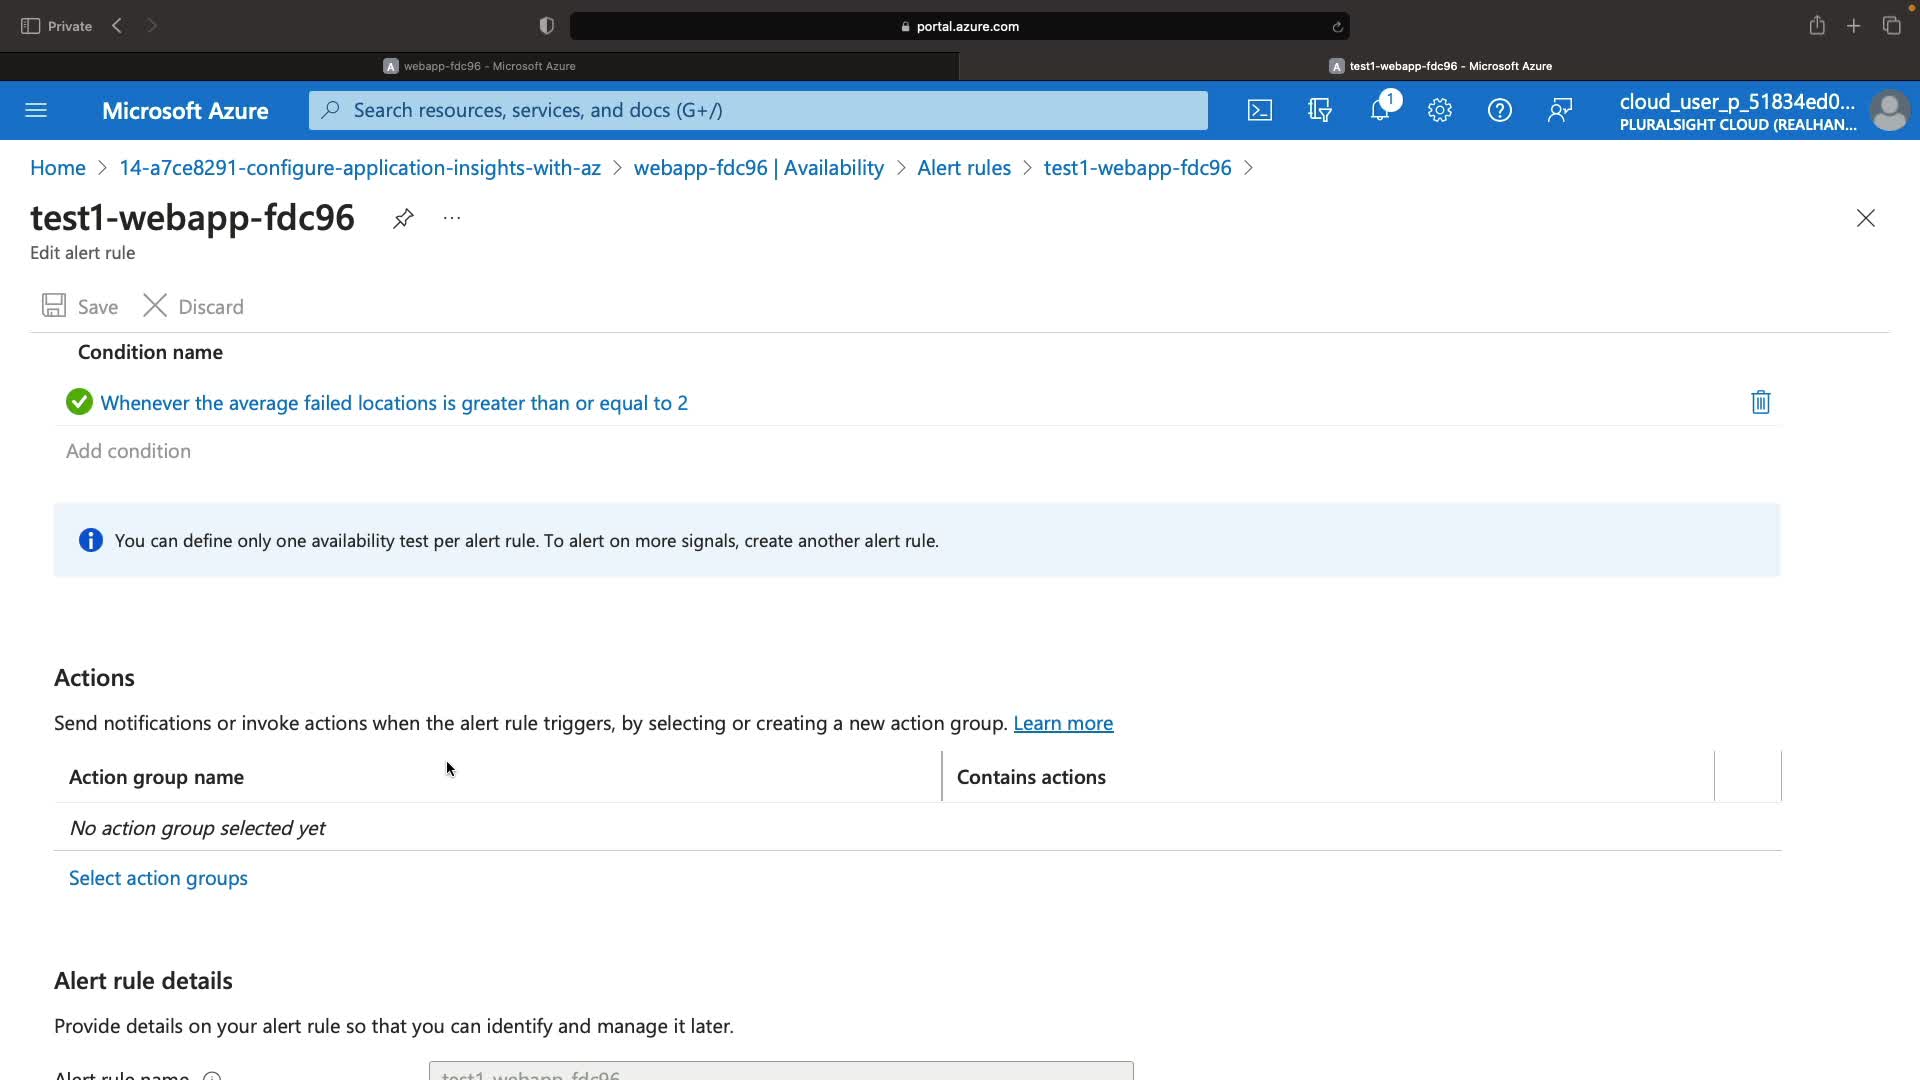 Private
portal.azure.com
webapp-fdc96 - Microsoft Azure
test1-webapp-fdc96 - Microsoft Azure
Microsoft Azure
Search resources, services, and docs (G+/)
1
cloud_user_p_51834ed0...
PLURALSIGHT CLOUD (REALHAN...
Home > 14-a7ce8291-configure-application-insights-with-az > webapp-fdc96 | Availability > Alert rules > test1-webapp-fdc96 >
test1-webapp-fdc96 ...
Edit alert rule
Save Discard
Condition name
Whenever the average failed locations is greater than or equal to 2
Add condition
You can define only one availability test per alert rule. To alert on more signals, create another alert rule.
Actions
Send notifications or invoke actions when the alert rule triggers, by selecting or creating a new action group. Learn more
Action group name Contains actions
No action group selected yet
Select action groups
Alert rule details
Provide details on your alert rule so that you can identify and manage it later.
Alert rule name test1-webapp-fdc96